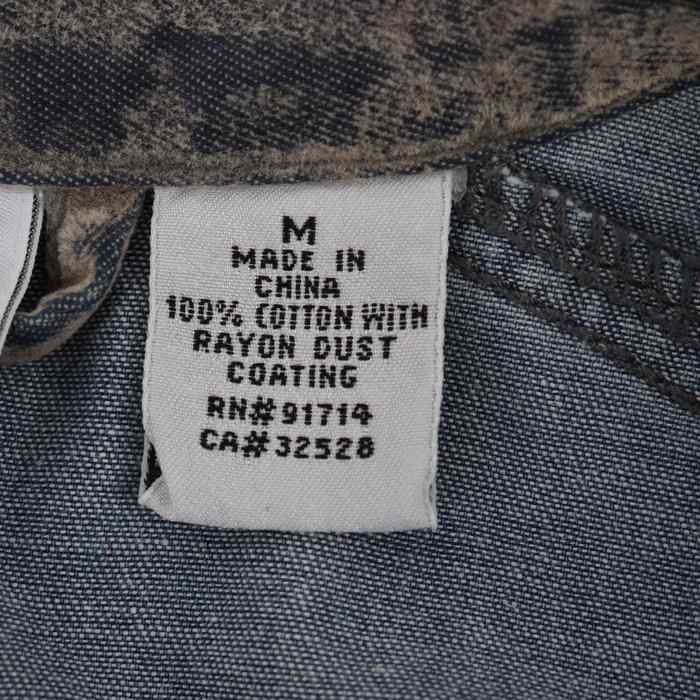 M
MADE IN
CHINA
100% COTTON WITH
RAYON DUST
COATING
RN#91714
CA#32528